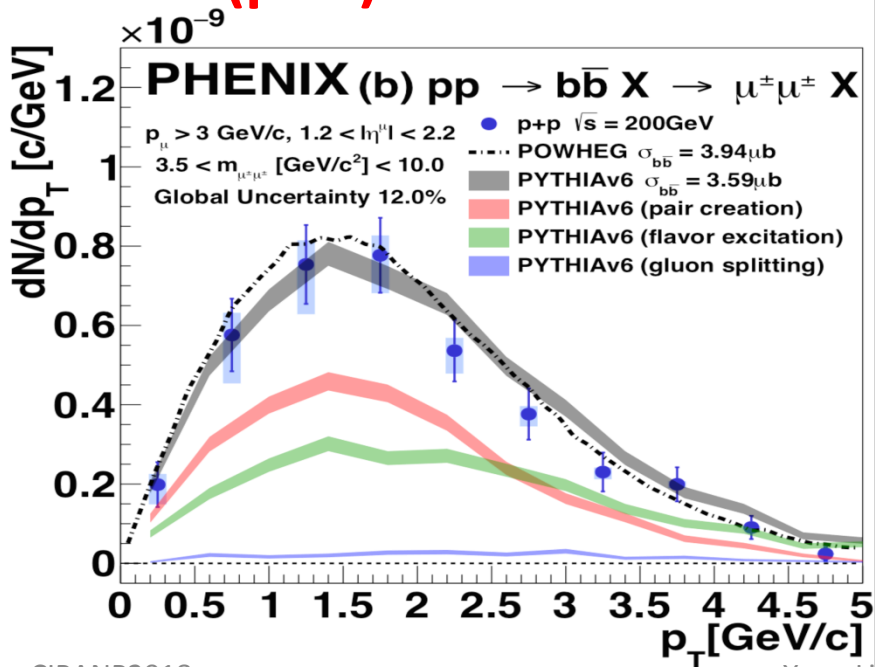 ×10⁻⁹
PHENIX (b) pp → bb̅ X → μ±μ± X
p_μ > 3 GeV/c, 1.2 < |η^μ| < 2.2
3.5 < m_μ±μ± [GeV/c²] < 10.0
Global Uncertainty 12.0%
p+p √s = 200GeV
POWHEG σ_bb̅ = 3.94μb
PYTHIAv6 σ_bb̅ = 3.59μb
PYTHIAv6 (pair creation)
PYTHIAv6 (flavor excitation)
PYTHIAv6 (gluon splitting)
dN/dp_T [c/GeV]
1.2
1
0.8
0.6
0.4
0.2
0
0 0.5 1 1.5 2 2.5 3 3.5 4 4.5 5
p_T[GeV/c]